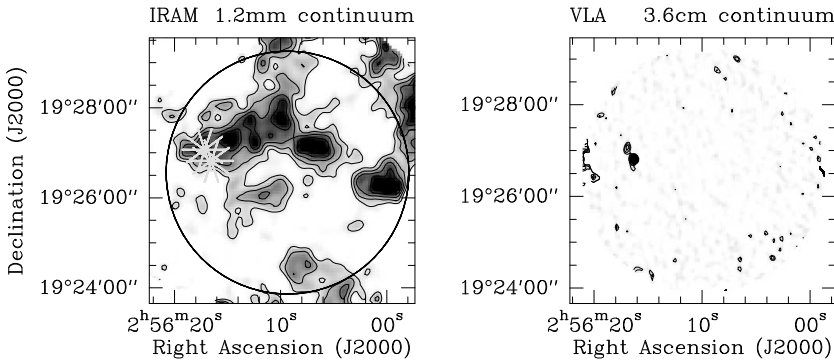 IRAM 1.2mm continuum
VLA 3.6cm continuum
Declination (J2000)
19°28'00"
19°26'00"
19°24'00"
2h56m20s 10s 00s
Right Ascension (J2000)
19°28'00"
19°26'00"
19°24'00"
2h56m20s 10s 00s
Right Ascension (J2000)